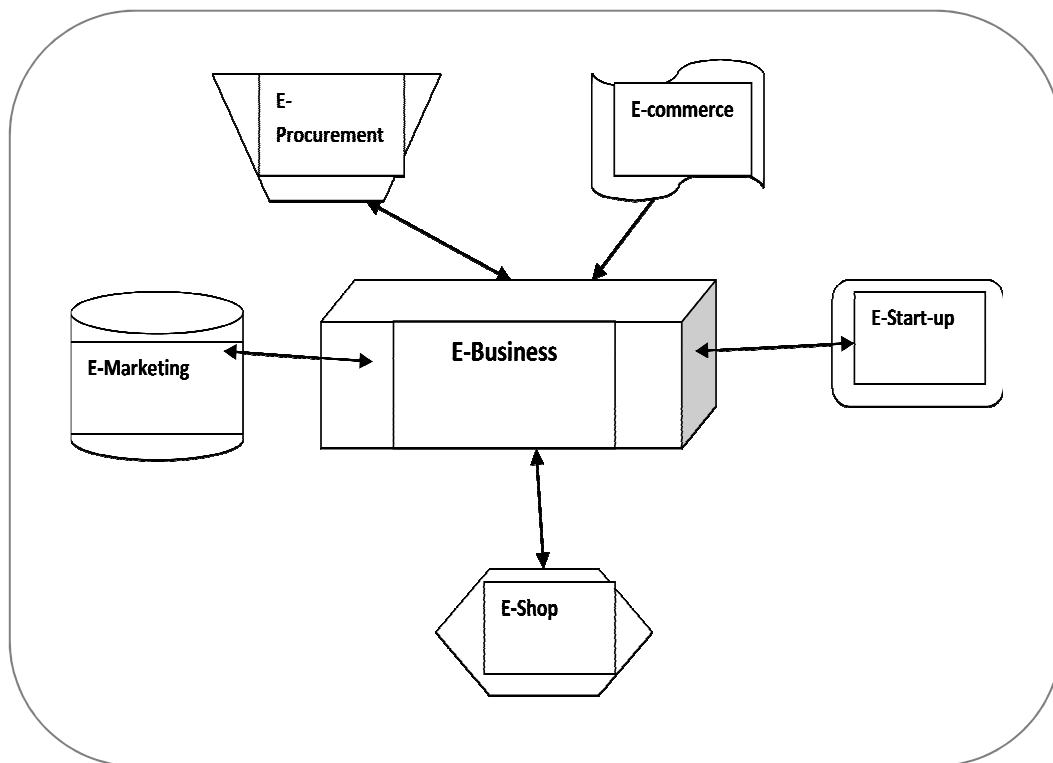 E-
Procurement
E-commerce
E-Marketing
E-Business
E-Start-up
E-Shop